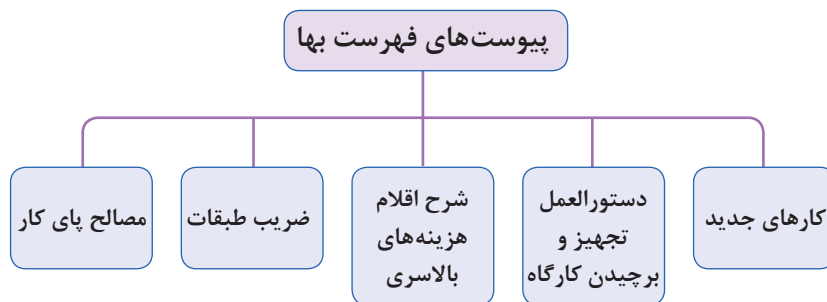 پیوست‌های فهرست بها
کارهای جدید
دستورالعمل
تجهیز و
برچیدن کارگاه
شرح اقلام
هزینه‌های
بالاسری
ضریب طبقات
مصالح پای کار